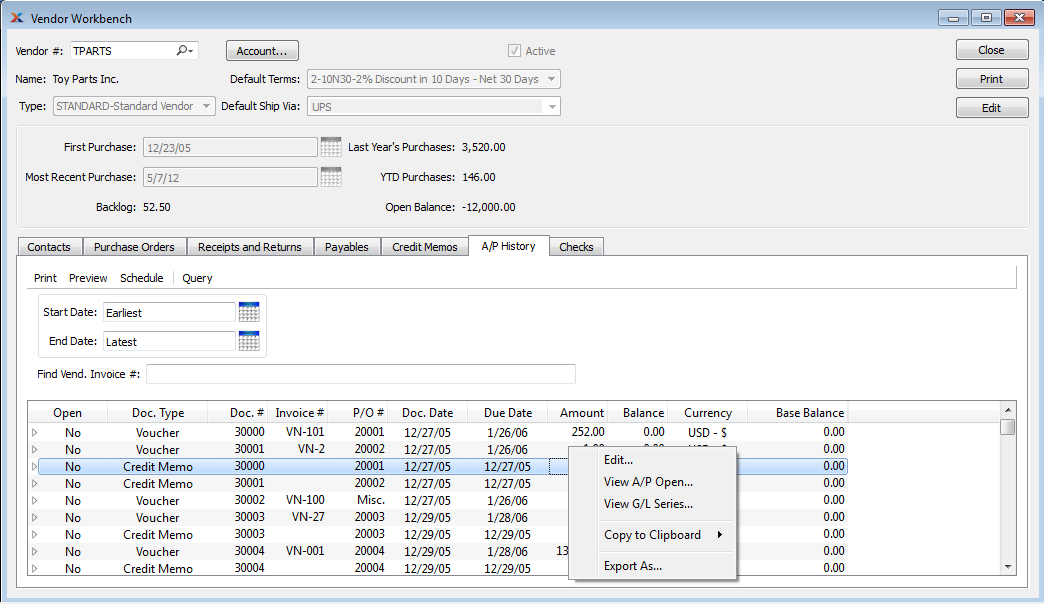 Vendor Workbench
Vendor #: TPARTS Account... Active Close
Name: Toy Parts Inc. Default Terms: 2-10N30-2% Discount in 10 Days - Net 30 Days Print
Type: STANDARD-Standard Vendor Default Ship Via: UPS Edit
First Purchase: 12/23/05 Last Year's Purchases: 3,520.00
Most Recent Purchase: 5/7/12 YTD Purchases: 146.00
Backlog: 52.50 Open Balance: -12,000.00
Contacts Purchase Orders Receipts and Returns Payables Credit Memos A/P History Checks
Print Preview Schedule Query
Start Date: Earliest
End Date: Latest
Find Vend. Invoice #:
Open Doc. Type Doc. # Invoice # P/O # Doc. Date Due Date Amount Balance Currency Base Balance
No Voucher 30000 VN-101 20001 12/27/05 1/26/06 252.00 0.00 USD - $ 0.00
No Voucher 30001 VN-2 20002 12/27/05 1/26/06 0.00
No Credit Memo 30000 20001 12/27/05 12/27/05 0.00
No Credit Memo 30001 20002 12/27/05 12/27/05 0.00
No Voucher 30002 VN-100 Misc. 12/27/05 1/26/06 0.00
No Voucher 30003 VN-27 20003 12/29/05 1/28/06 0.00
No Credit Memo 30003 20003 12/29/05 12/29/05 0.00
No Voucher 30004 VN-001 20004 12/29/05 1/28/06 13 0.00
No Credit Memo 30004 20004 12/29/05 12/29/05 0.00
Edit...
View A/P Open...
View G/L Series...
Copy to Clipboard
Export As...